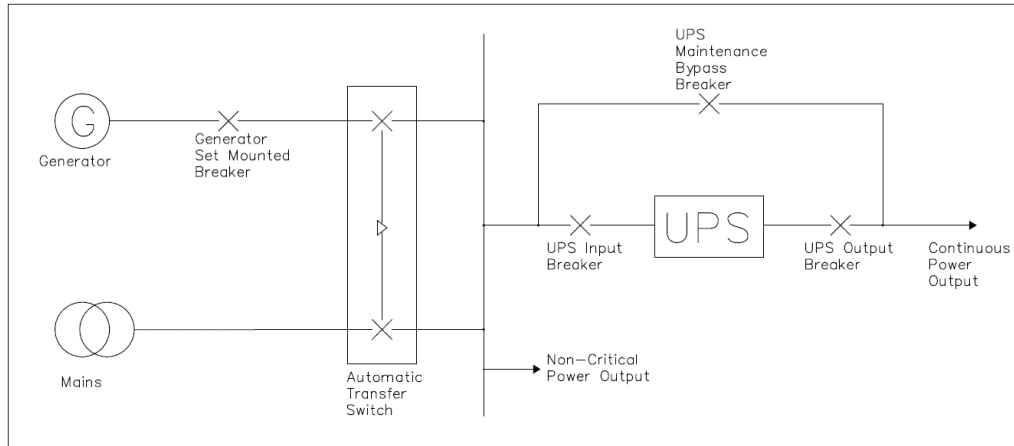 UPS
Maintenance
Bypass
Breaker
G
Generator
Generator
Set Mounted
Breaker
UPS
UPS Input
Breaker
UPS Output
Breaker
Continuous
Power
Output
Mains
Automatic
Transfer
Switch
Non-Critical
Power Output